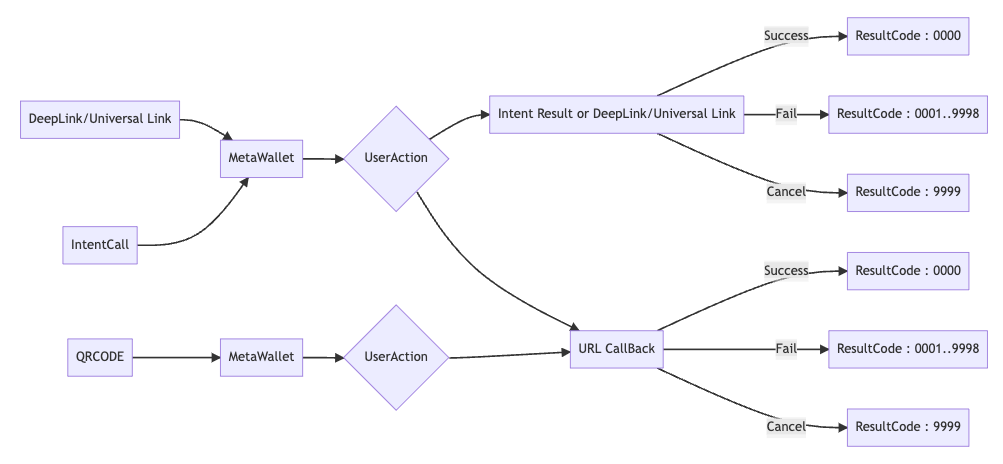 DeepLink/Universal Link
IntentCall
MetaWallet
UserAction
Intent Result or DeepLink/Universal Link
Success
ResultCode : 0000
Fail
ResultCode : 0001..9998
Cancel
ResultCode : 9999
QRCODE
MetaWallet
UserAction
URL CallBack
Success
ResultCode : 0000
Fail
ResultCode : 0001..9998
Cancel
ResultCode : 9999